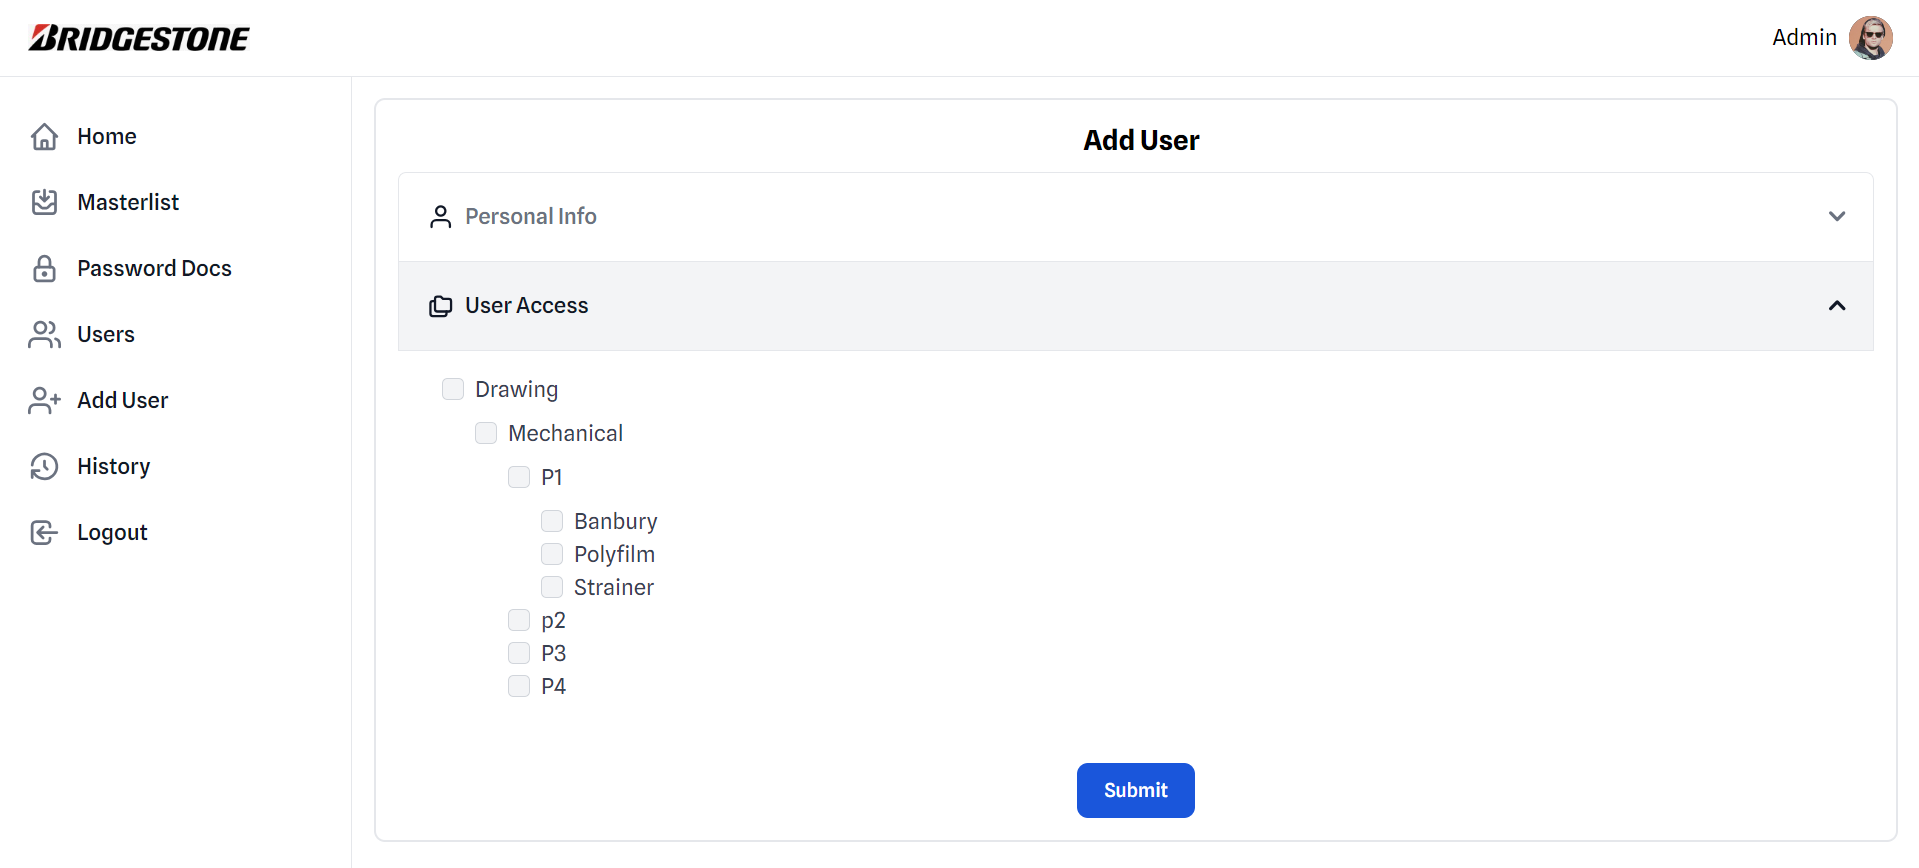 BRIDGESTONE
Admin
Home
Masterlist
Password Docs
Users
Add User
History
Logout
Add User
Personal Info
User Access
Drawing
Mechanical
P1
Banbury
Polyfilm
Strainer
p2
P3
P4
Submit